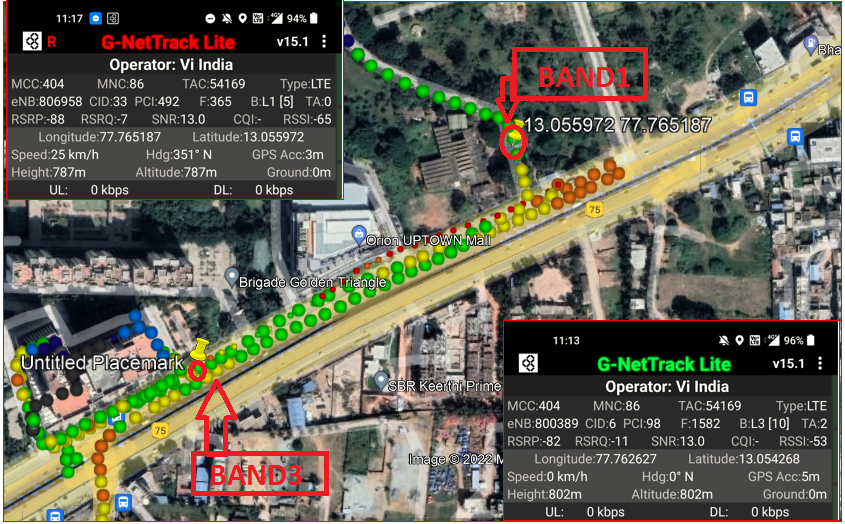 11:17 4G 94%
R G-NetTrack Lite v15.1
Operator: Vi India
MCC:404 MNC:86 TAC:54169 Type:LTE
eNB:806958 CID:33 PCI:492 F:365 B:L1 [5] TA:0
RSRP:-88 RSRQ:-7 SNR:13.0 CQI:- RSSI:-65
Longitude:77.765187 Latitude:13.055972
Speed:25 km/h Hdg:351° N GPS Acc:3m
Height:787m Altitude:787m Ground:0m
UL: 0 kbps DL: 0 kbps
BAND1
Bha
13.055972 77.765187
75
Orion UPTOWN Mall
Brigade Golden Triangle
Untitled Placemark
SBR Keerthi Prime
75
BAND3
Image © 2022 M
11:13 4G 96%
G-NetTrack Lite v15.1
Operator: Vi India
MCC:404 MNC:86 TAC:54169 Type:LTE
eNB:800389 CID:6 PCI:98 F:1582 B:L3 [10] TA:2
RSRP:-82 RSRQ:-11 SNR:13.0 CQI:- RSSI:-53
Longitude:77.762627 Latitude:13.054268
Speed:0 km/h Hdg:0° N GPS Acc:5m
Height:802m Altitude:802m Ground:0m
UL: 0 kbps DL: 0 kbps